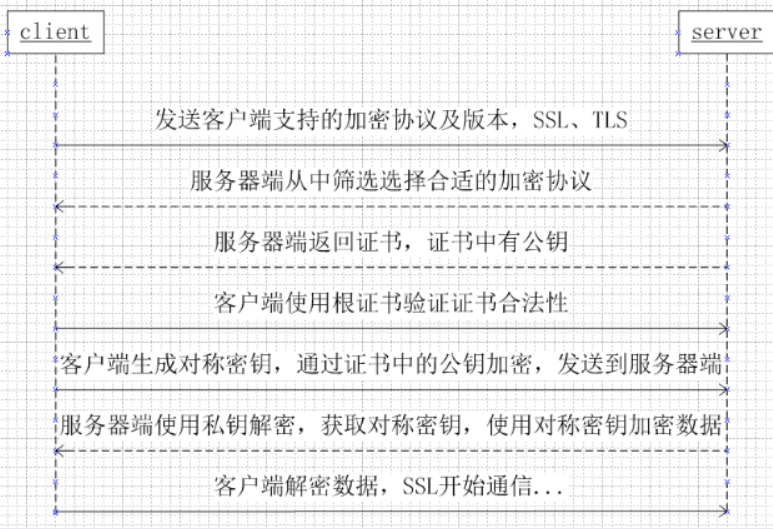 client
server
发送客户端支持的加密协议及版本，SSL、TLS
服务器端从中筛选选择合适的加密协议
服务器端返回证书，证书中有公钥
客户端使用根证书验证证书合法性
客户端生成对称密钥，通过证书中的公钥加密，发送到服务器端
服务器端使用私钥解密，获取对称密钥，使用对称密钥加密数据
客户端解密数据，SSL开始通信...